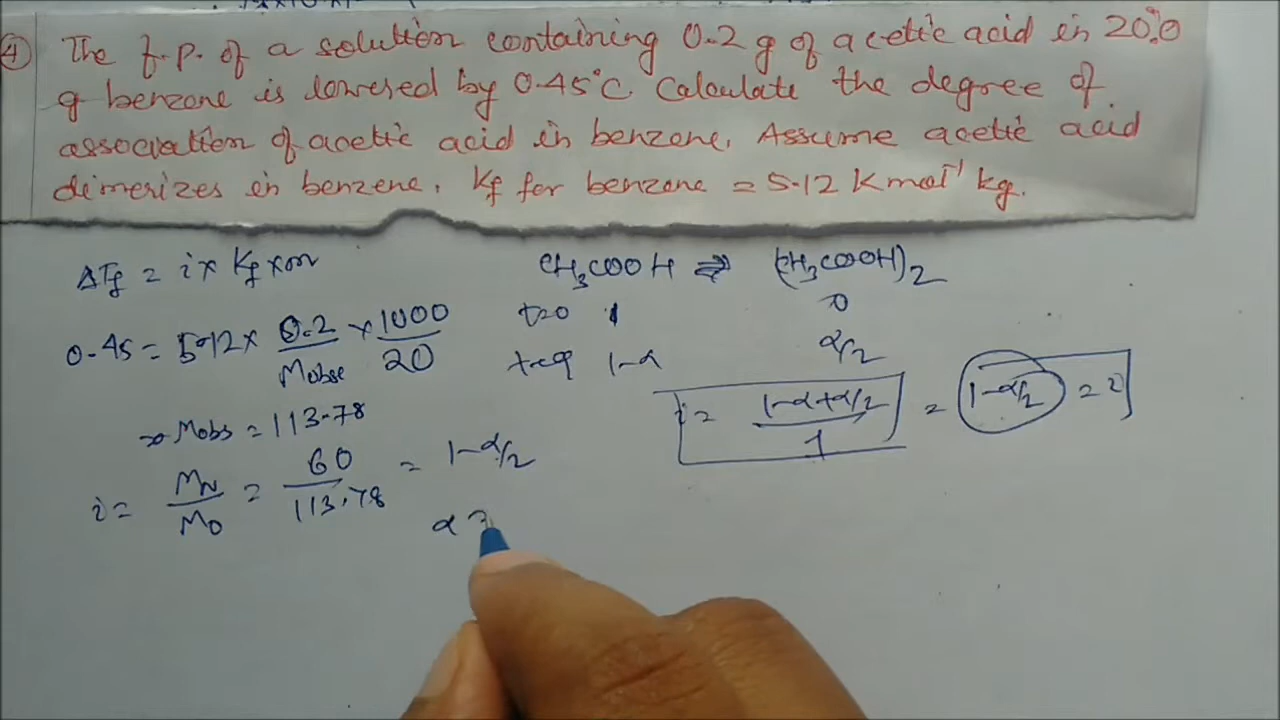 ④ The f.p. of a solution containing 0.2 g of acetic acid in 20.0
g benzene is lowered by 0.45°C Calculate the degree of
association of acetic acid in benzene. Assume acetic acid
dimerizes in benzene. Kf for benzene = 5.12 K mol⁻¹ kg.
ΔTf = i × Kf × m
0.45 = 5.12 × 0.2/Mobse × 1000/20
⇒ Mobs = 113.78
i = MN/MO = 60/113.78 = 1-α/2
α =
CH3COOH ⇌ (CH3COOH)2
t=0 1 0
t=eq 1-α α/2
i = 1-α+α/2 / 1 = 1-α/2 = i